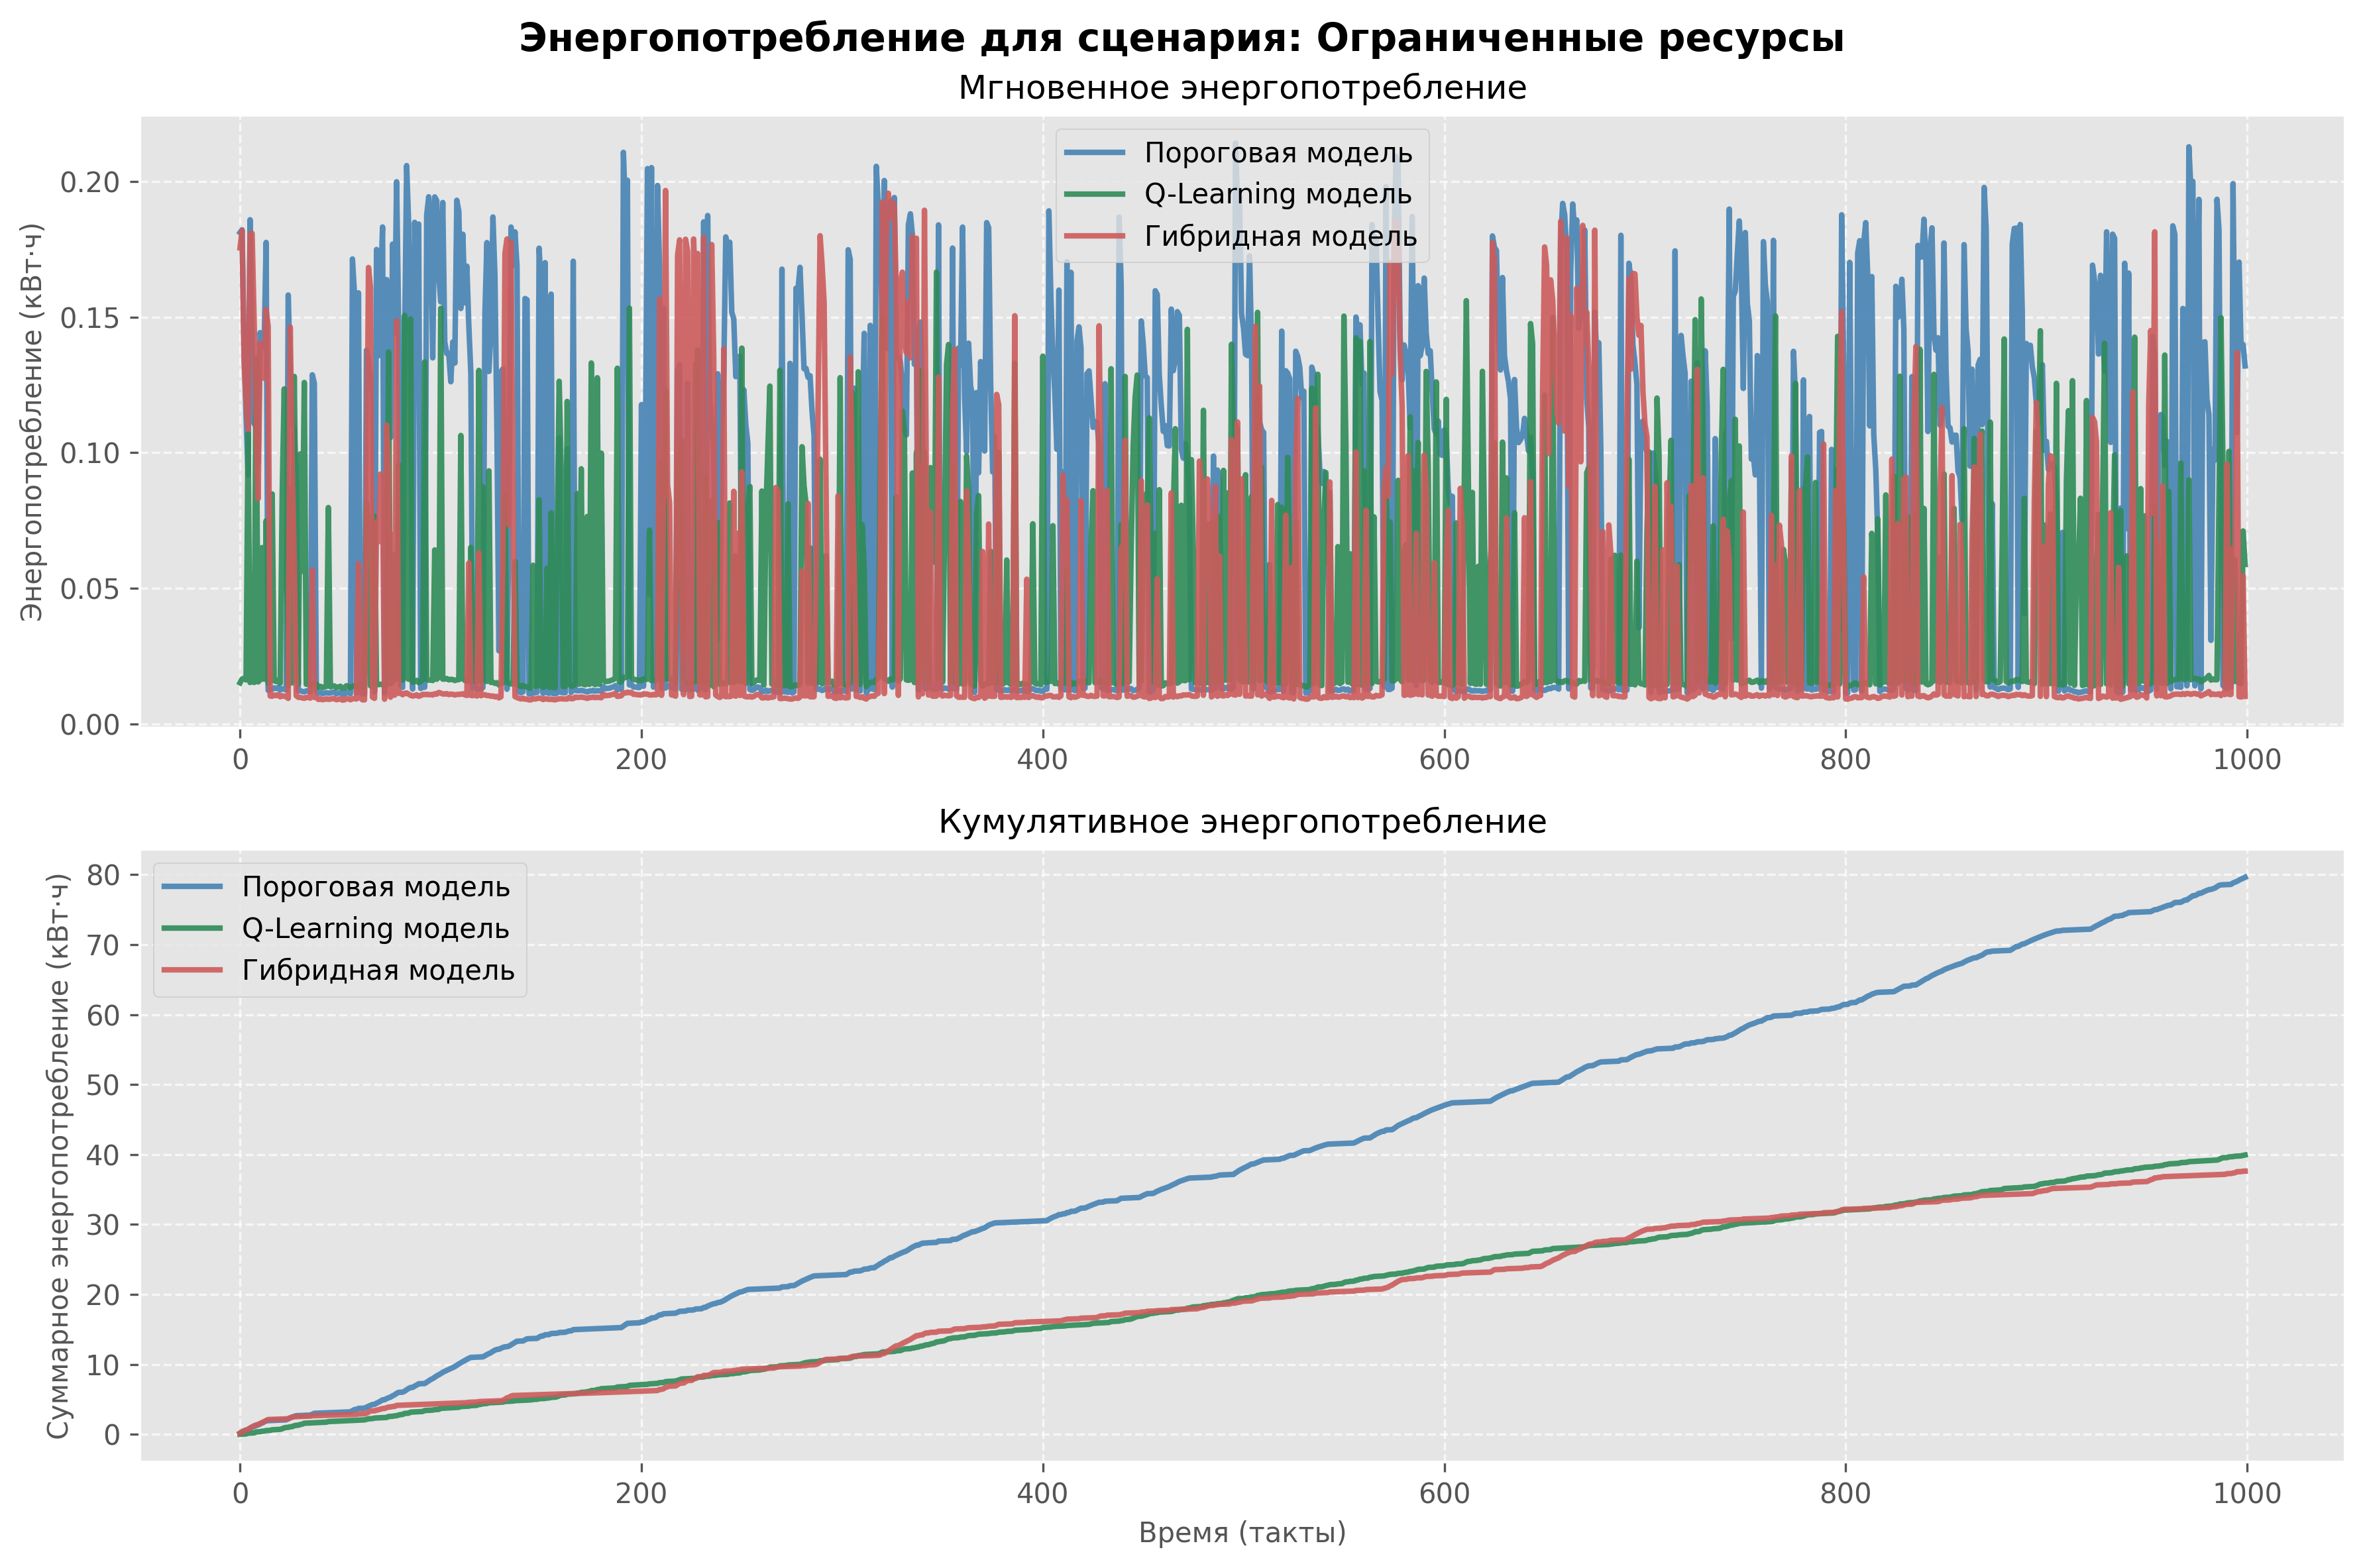 Энергопотребление для сценария: Ограниченные ресурсы
Мгновенное энергопотребление
Энергопотребление (кВт·ч)
0.20
0.15
0.10
0.05
0.00
Пороговая модель
Q-Learning модель
Гибридная модель
0 200 400 600 800 1000
Кумулятивное энергопотребление
Суммарное энергопотребление (кВт·ч)
80
70
60
50
40
30
20
10
0
Пороговая модель
Q-Learning модель
Гибридная модель
0 200 400 600 800 1000
Время (такты)